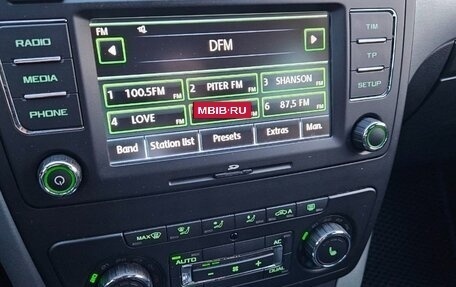 FM
RADIO
MEDIA
PHONE
DFM
TIM
TP
SETUP
1 100.5FM FM
2 PITER FM FM
3 SHANSON FM
4 LOVE FM
MBIB·RU
6 87.5 FM FM
Band
Station list
Presets
Extras
Man.
MAX
A
AUTO
AC
DUAL
- +